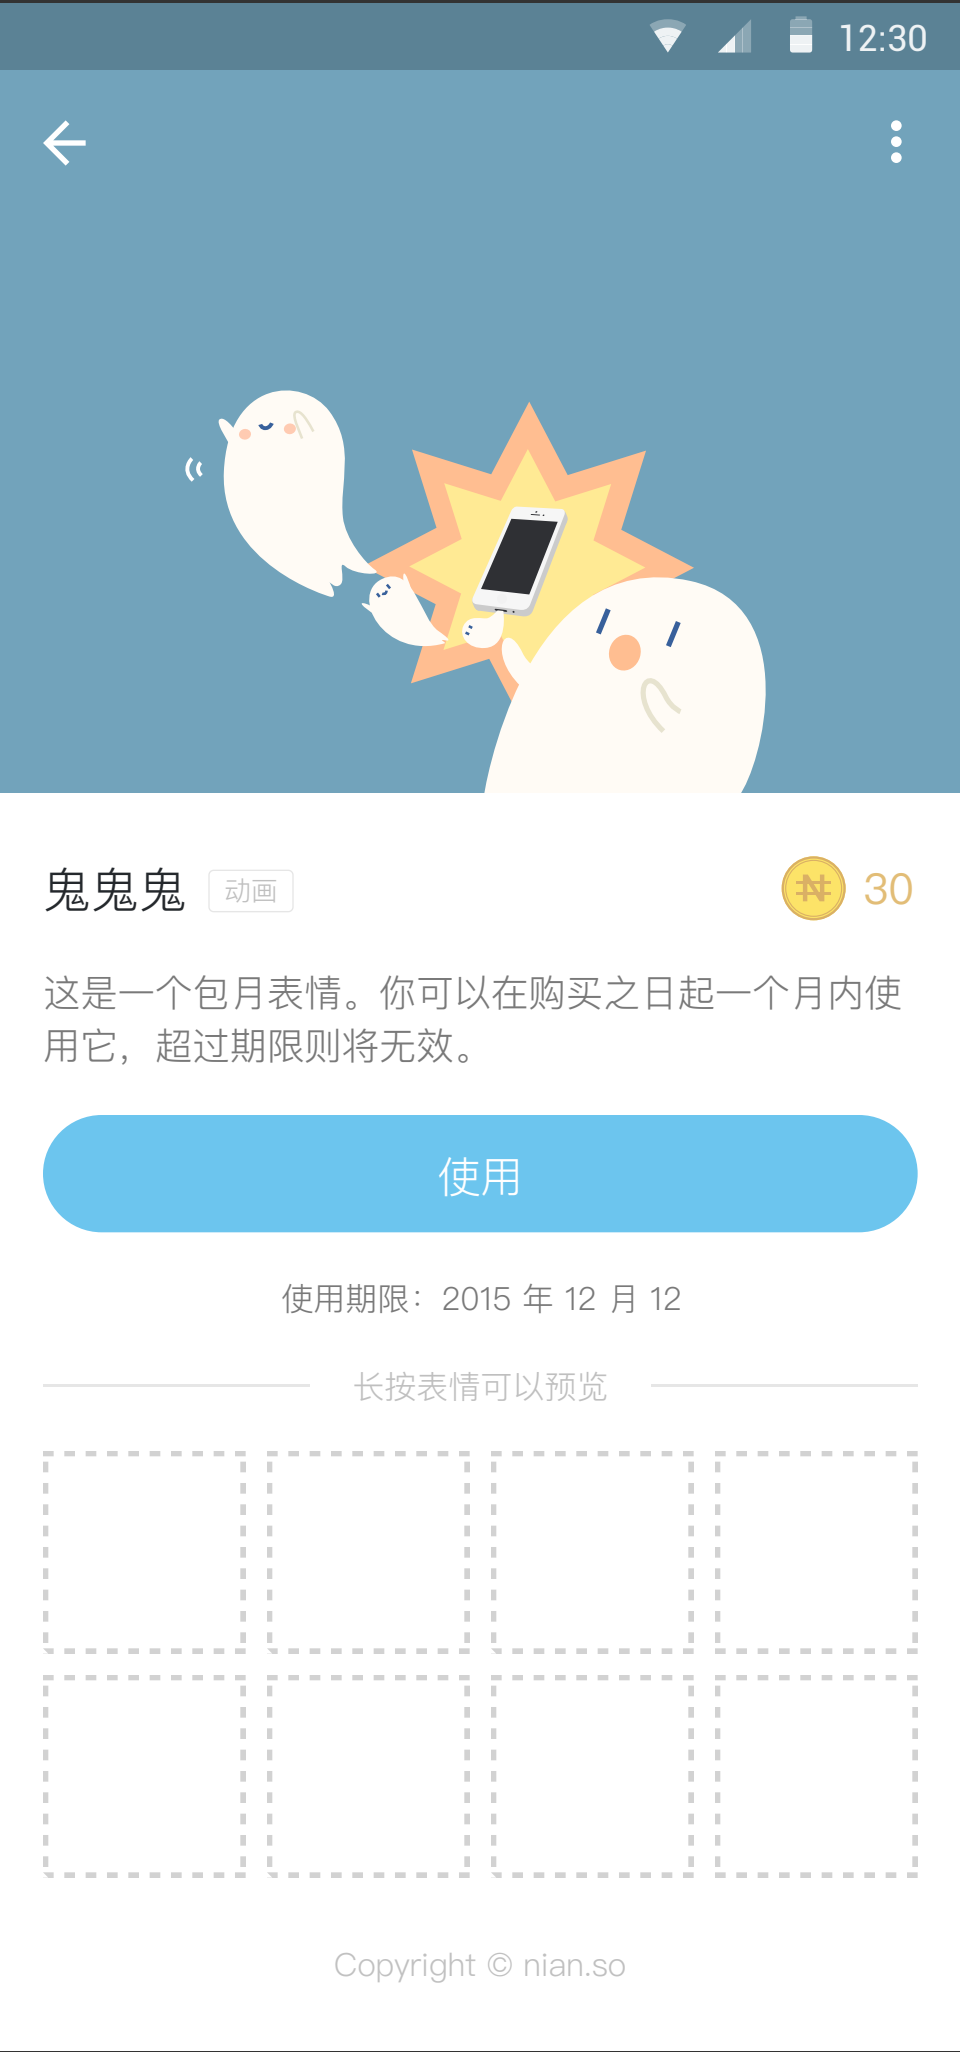 12:30
鬼鬼鬼 动画 30
这是一个包月表情。你可以在购买之日起一个月内使
用它，超过期限则将无效。
使用
使用期限：2015 年 12 月 12
长按表情可以预览
Copyright © nian.so